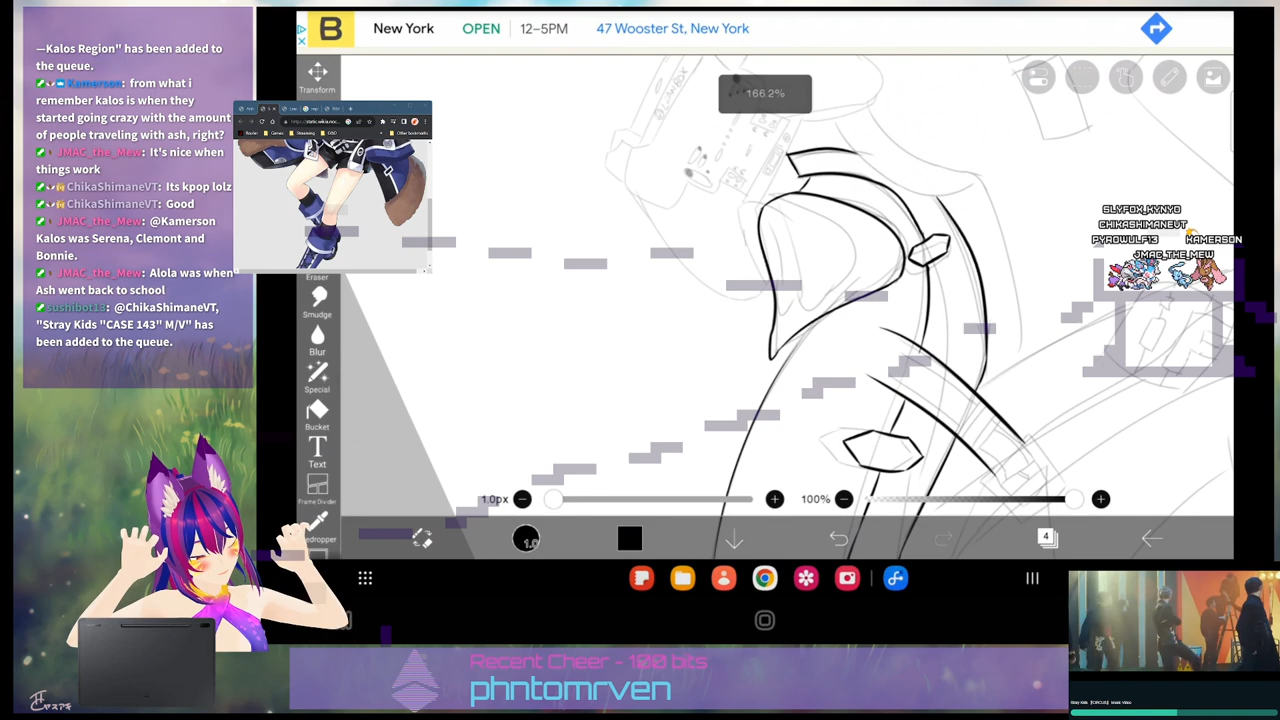 —Kalos Region" has been added to
the queue.
Kamerson: from what i
remember kalos is when they
started going crazy with the amount
of people traveling with ash, right?
JMAC_the_Mew: It's nice when
things work
ChikaShimaneVT: Its kpop lolz
ChikaShimaneVT: Good
JMAC_the_Mew: @Kamerson
Kalos was Serena, Clemont and
Bonnie.
JMAC_the_Mew: Alola was when
Ash went back to school
sushibot13: @ChikaShimaneVT,
"Stray Kids "CASE 143" M/V" has
been added to the queue.
B New York OPEN 12–5PM 47 Wooster St, New York
Transform
166.2%
Eraser
Smudge
Blur
Special
Bucket
T
Text
Frame Divider
edropper
1.0px
100%
1.0
4
SLYFOX_KYNYO
CHIKASHIMANEVT
PYROWULF13 KAMERSON
JMAC_THE_MEW
Recent Cheer - 100 bits
phntomrven